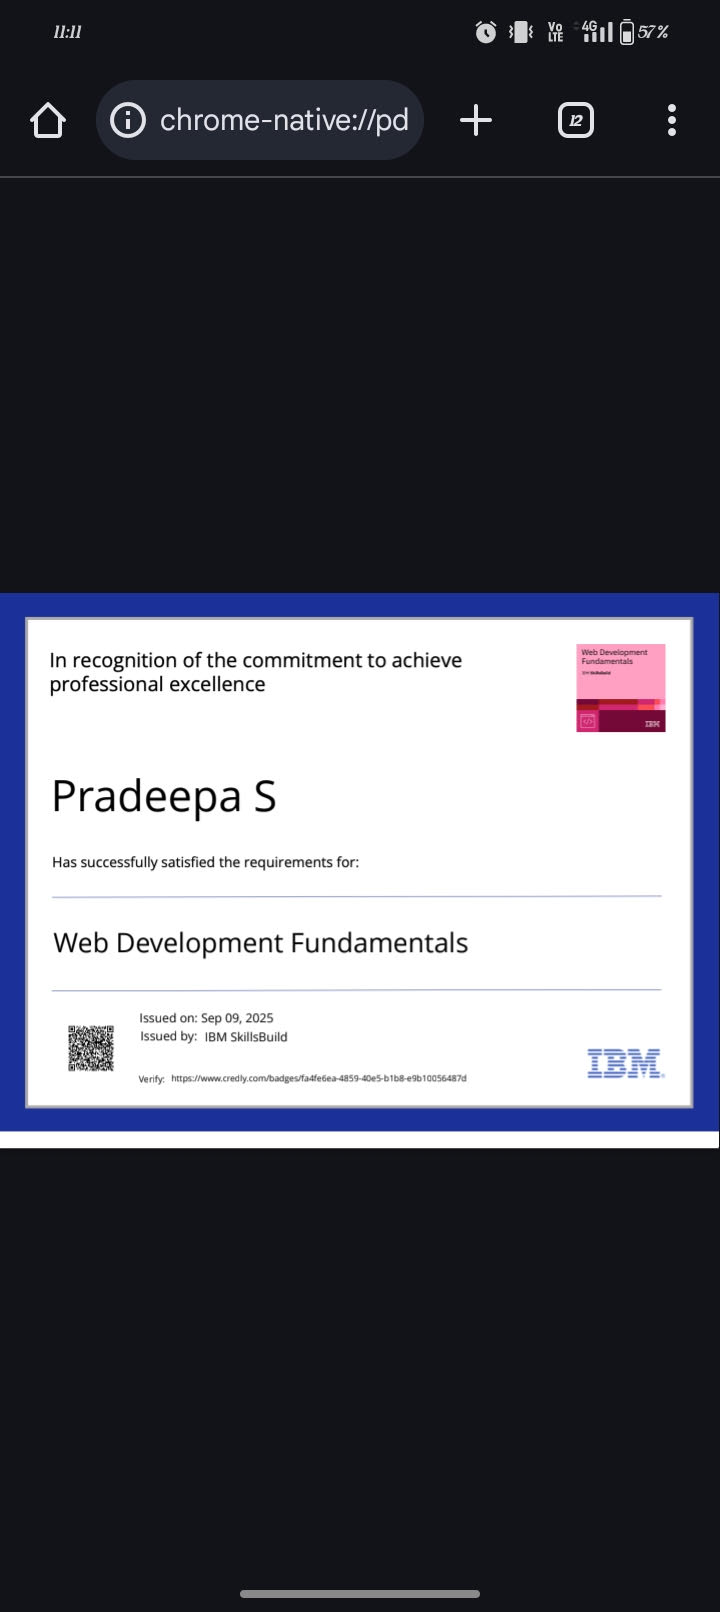 11:11
Vo
LTE
4G
57%
chrome-native://pd
12
In recognition of the commitment to achieve
professional excellence
Web Development
Fundamentals
IBM SkillsBuild
IBM
Pradeepa S
Has successfully satisfied the requirements for:
Web Development Fundamentals
Issued on: Sep 09, 2025
Issued by: IBM SkillsBuild
Verify: https://www.credly.com/badges/fa4fe6ea-4859-40e5-b1b8-e9b10056487d
IBM